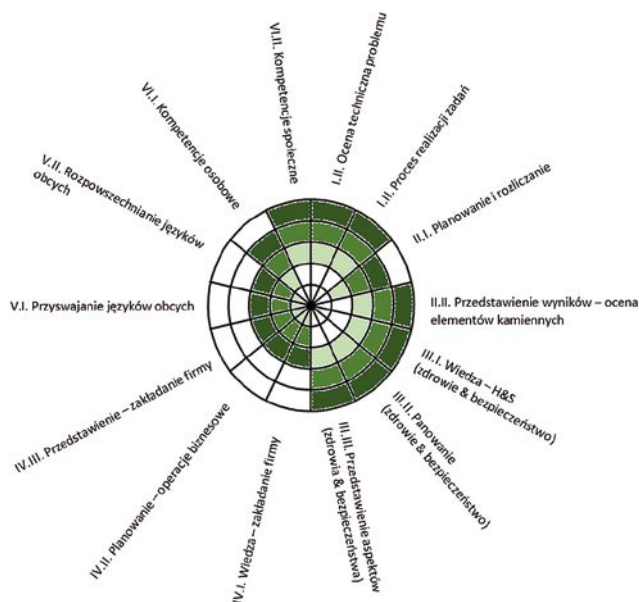 I.II. Ocena techniczna problemu
I.II. Proces realizacji zadań
II.I. Planowanie i rozliczanie
II.II. Przedstawienie wyników – ocena
elementów kamiennych
III.I. Wiedza – H&S
(zdrowie & bezpieczeństwo)
III.II. Panowanie
(zdrowie & bezpieczeństwo)
III.III. Przedstawienie aspektów
(zdrowia & bezpieczeństwa)
IV.I. Wiedza – zakładanie firmy
IV.II. Planowanie – operacje biznesowe
IV.III. Przedstawienie – zakładanie firmy
V.I. Przyswajanie języków obcych
V.II. Rozpowszechnianie języków
obcych
VI.I. Kompetencje osobowe
VI.II. Kompetencje społeczne